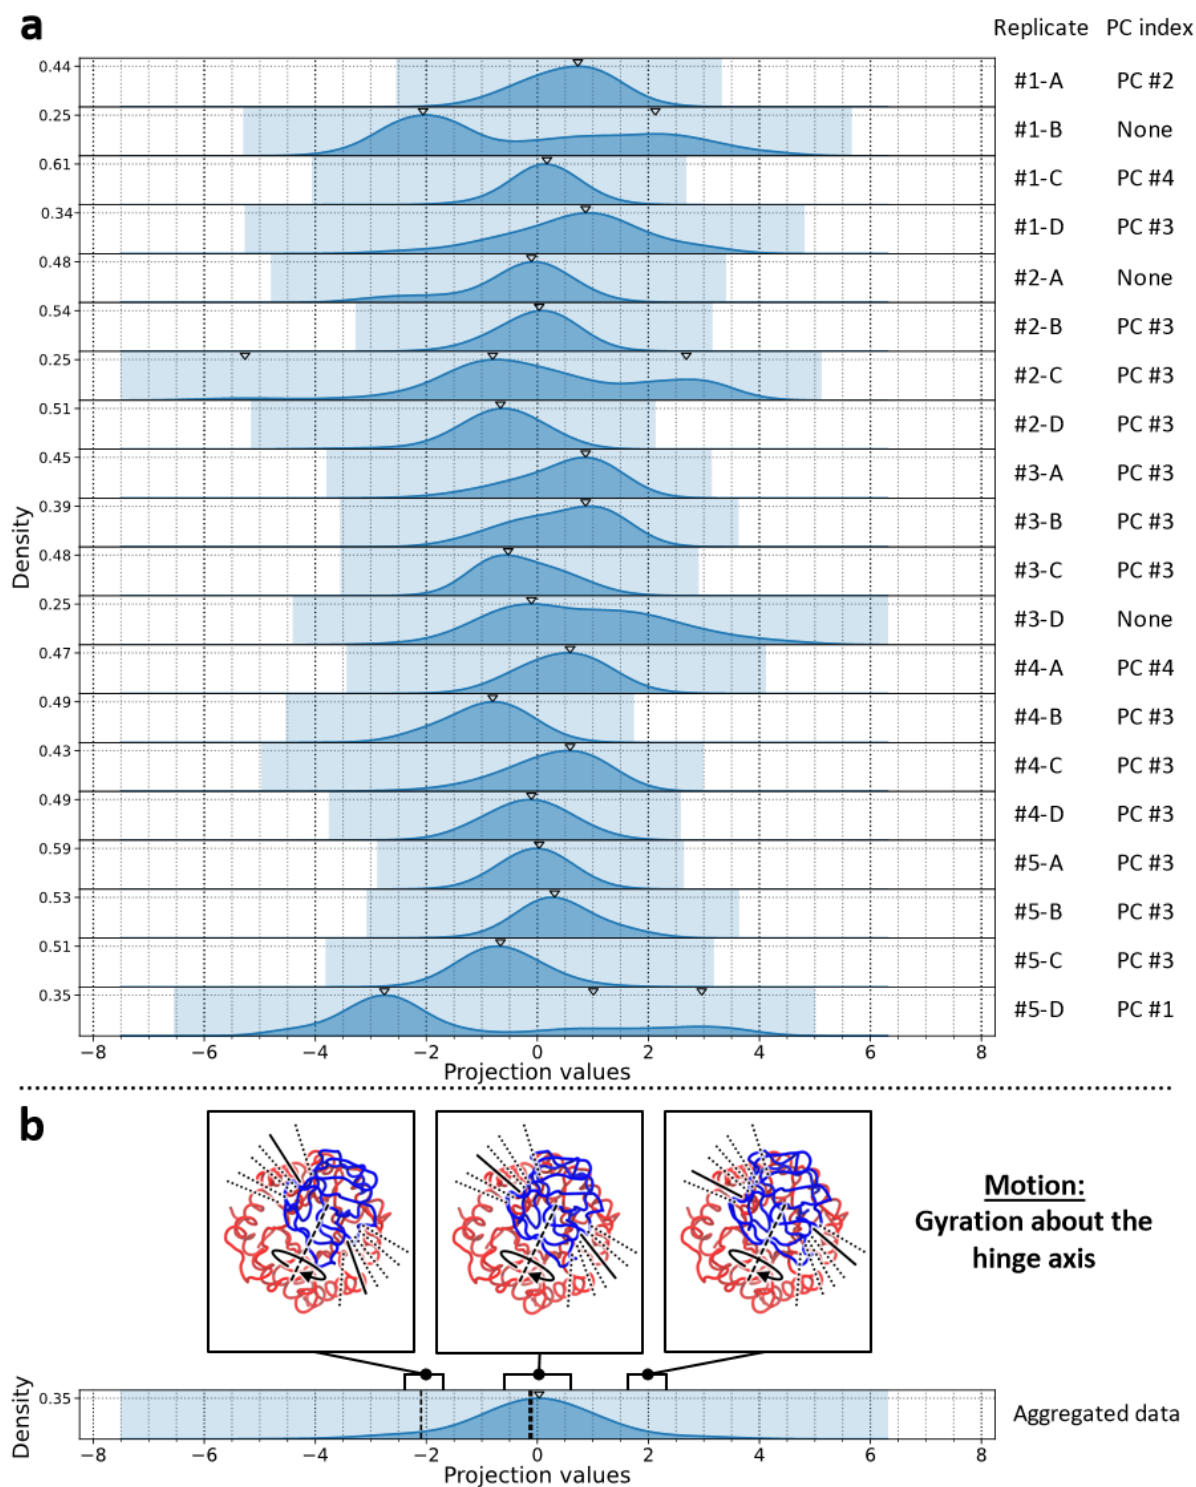 a
Replicate PC index
0.44 #1-A PC #2
0.25 #1-B None
0.61 #1-C PC #4
0.34 #1-D PC #3
0.48 #2-A None
0.54 #2-B PC #3
0.25 #2-C PC #3
0.51 #2-D PC #3
0.45 #3-A PC #3
0.39 #3-B PC #3
0.48 #3-C PC #3
0.25 #3-D None
0.47 #4-A PC #4
0.49 #4-B PC #3
0.43 #4-C PC #3
0.49 #4-D PC #3
0.59 #5-A PC #3
0.53 #5-B PC #3
0.51 #5-C PC #3
0.35 #5-D PC #1
Density
−8 −6 −4 −2 0 2 4 6 8
Projection values
b
Motion:
Gyration about the
hinge axis
Density
0.35
Aggregated data
−8 −6 −4 −2 0 2 4 6 8
Projection values